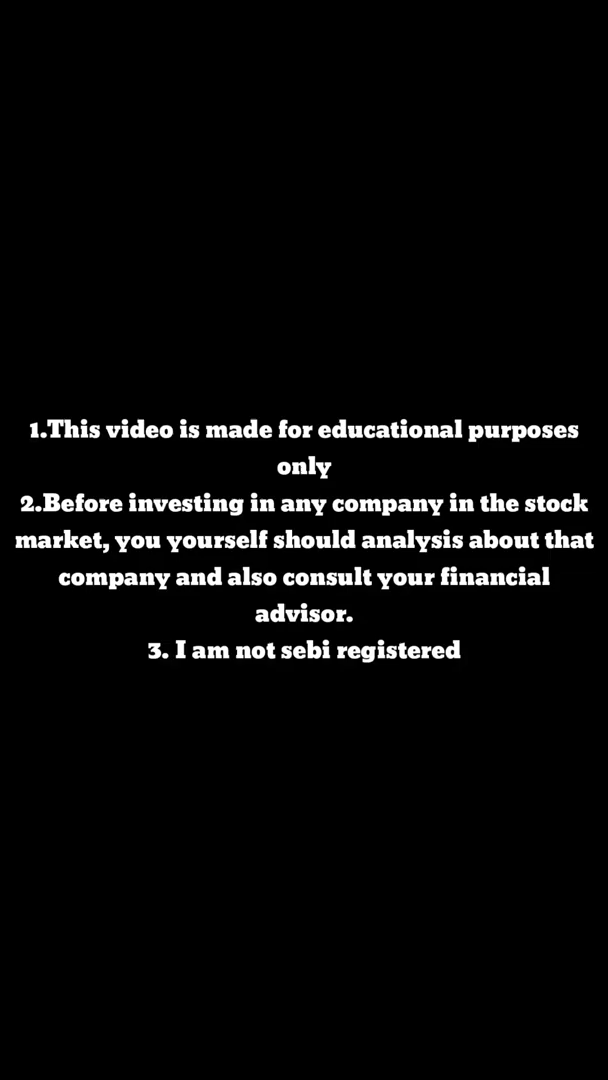 1.This video is made for educational purposes
only
2.Before investing in any company in the stock
market, you yourself should analysis about that
company and also consult your financial
advisor.
3. I am not sebi registered